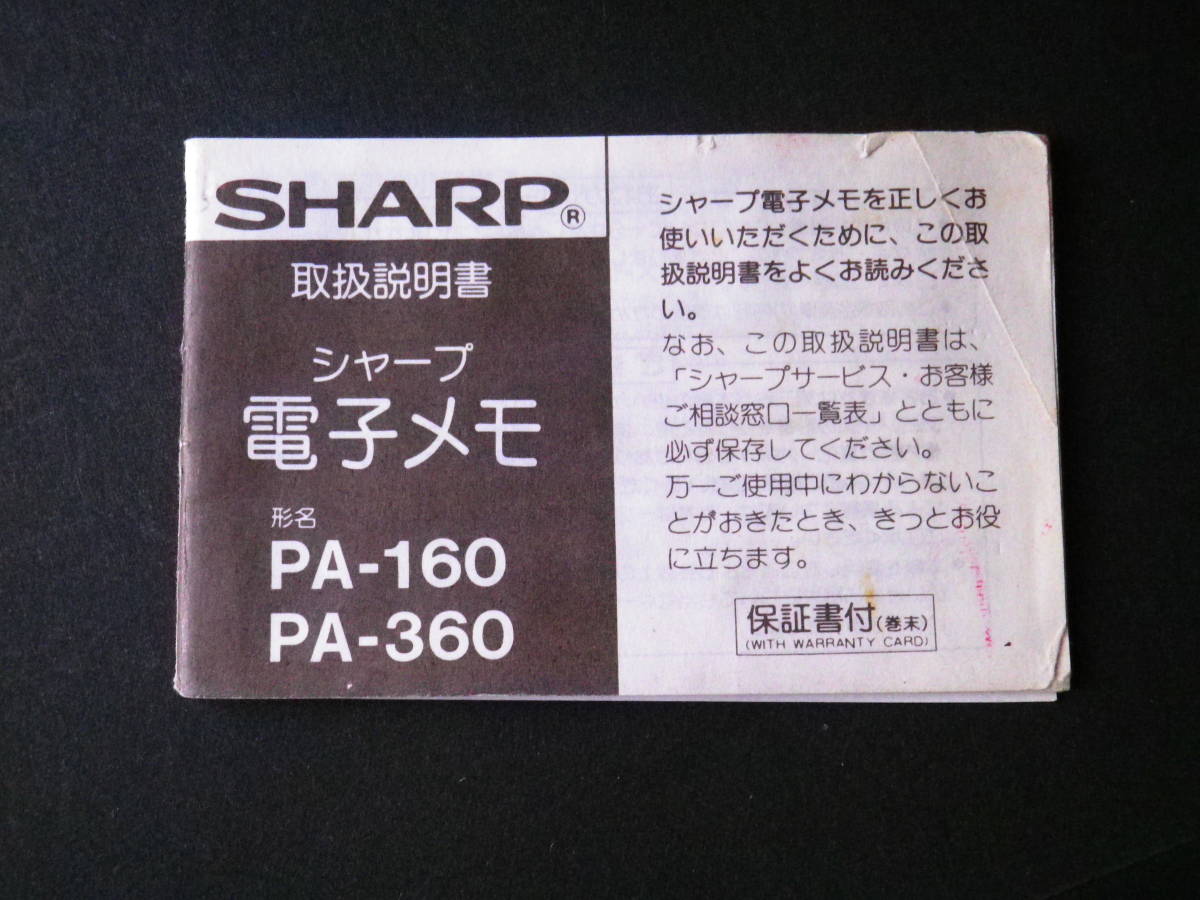 SHARP®
取扱説明書
シャープ
電子メモ
形名
PA-160
PA-360
シャープ電子メモを正しくお
使いいただくために、この取
扱説明書をよくお読みくださ
い。
なお、この取扱説明書は、
「シャープサービス・お客様
ご相談窓口一覧表」とともに
必ず保存してください。
万一ご使用中にわからないこ
とがおきたとき、きっとお役
に立ちます。
保証書付(巻末)
(WITH WARRANTY CARD)